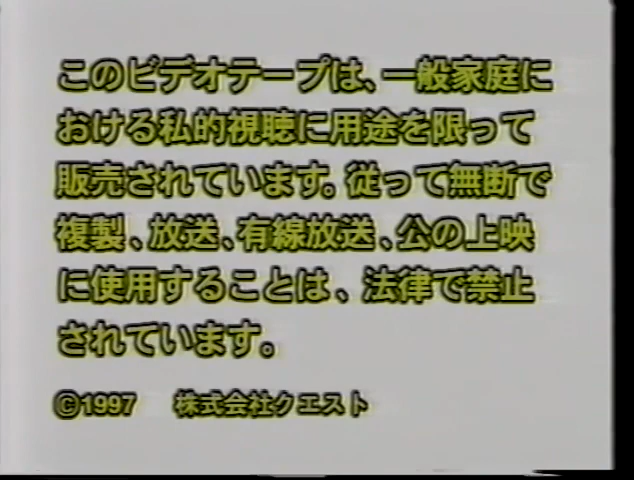 このビデオテープは、一般家庭に
おける私的視聴に用途を限って
販売されています。従って無断で
複製、放送、有線放送、公の上映
に使用することは、法律で禁止
されています。
©1997 株式会社クエスト